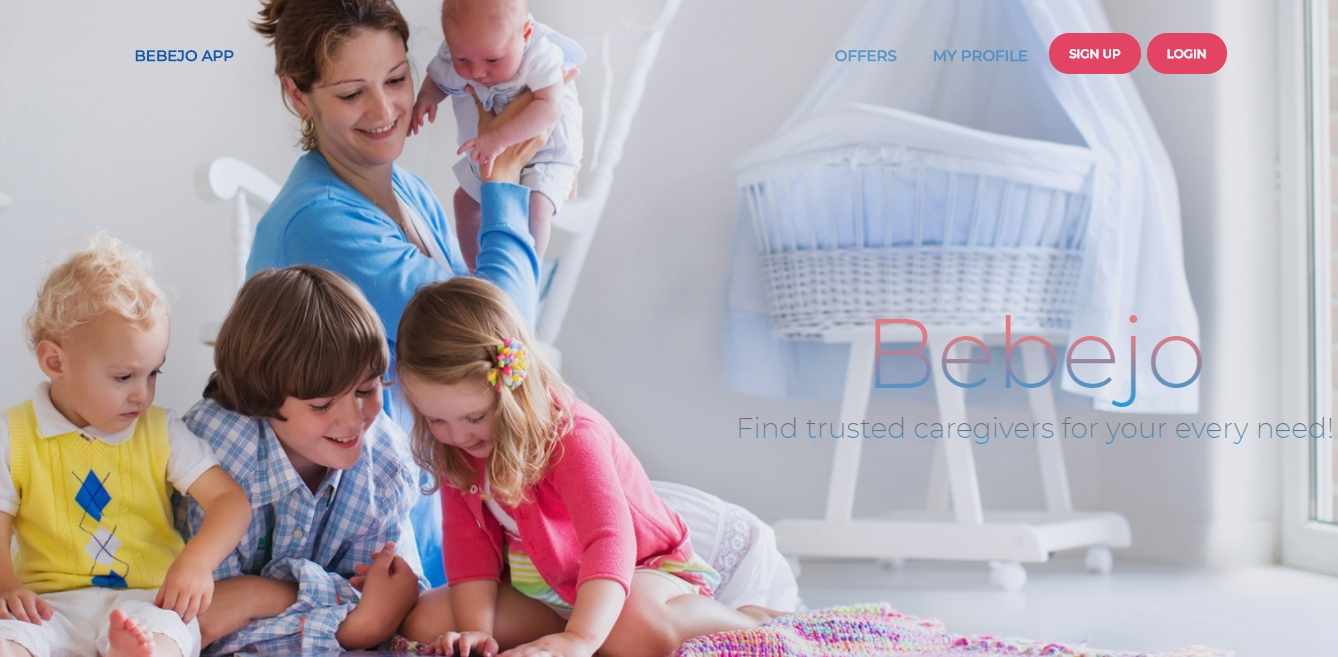 BEBEJO APP
OFFERS
MY PROFILE
SIGN UP
LOGIN
Bebejo
Find trusted caregivers for your every need!